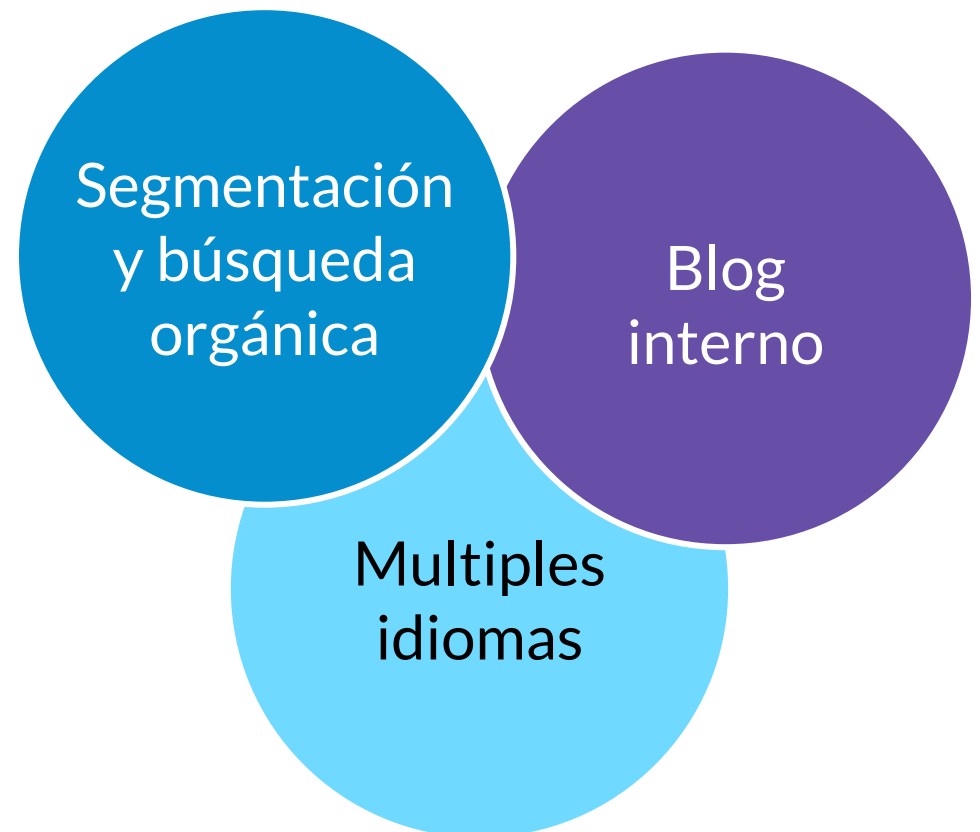 Segmentación
y búsqueda
orgánica
Blog
interno
Multiples
idiomas